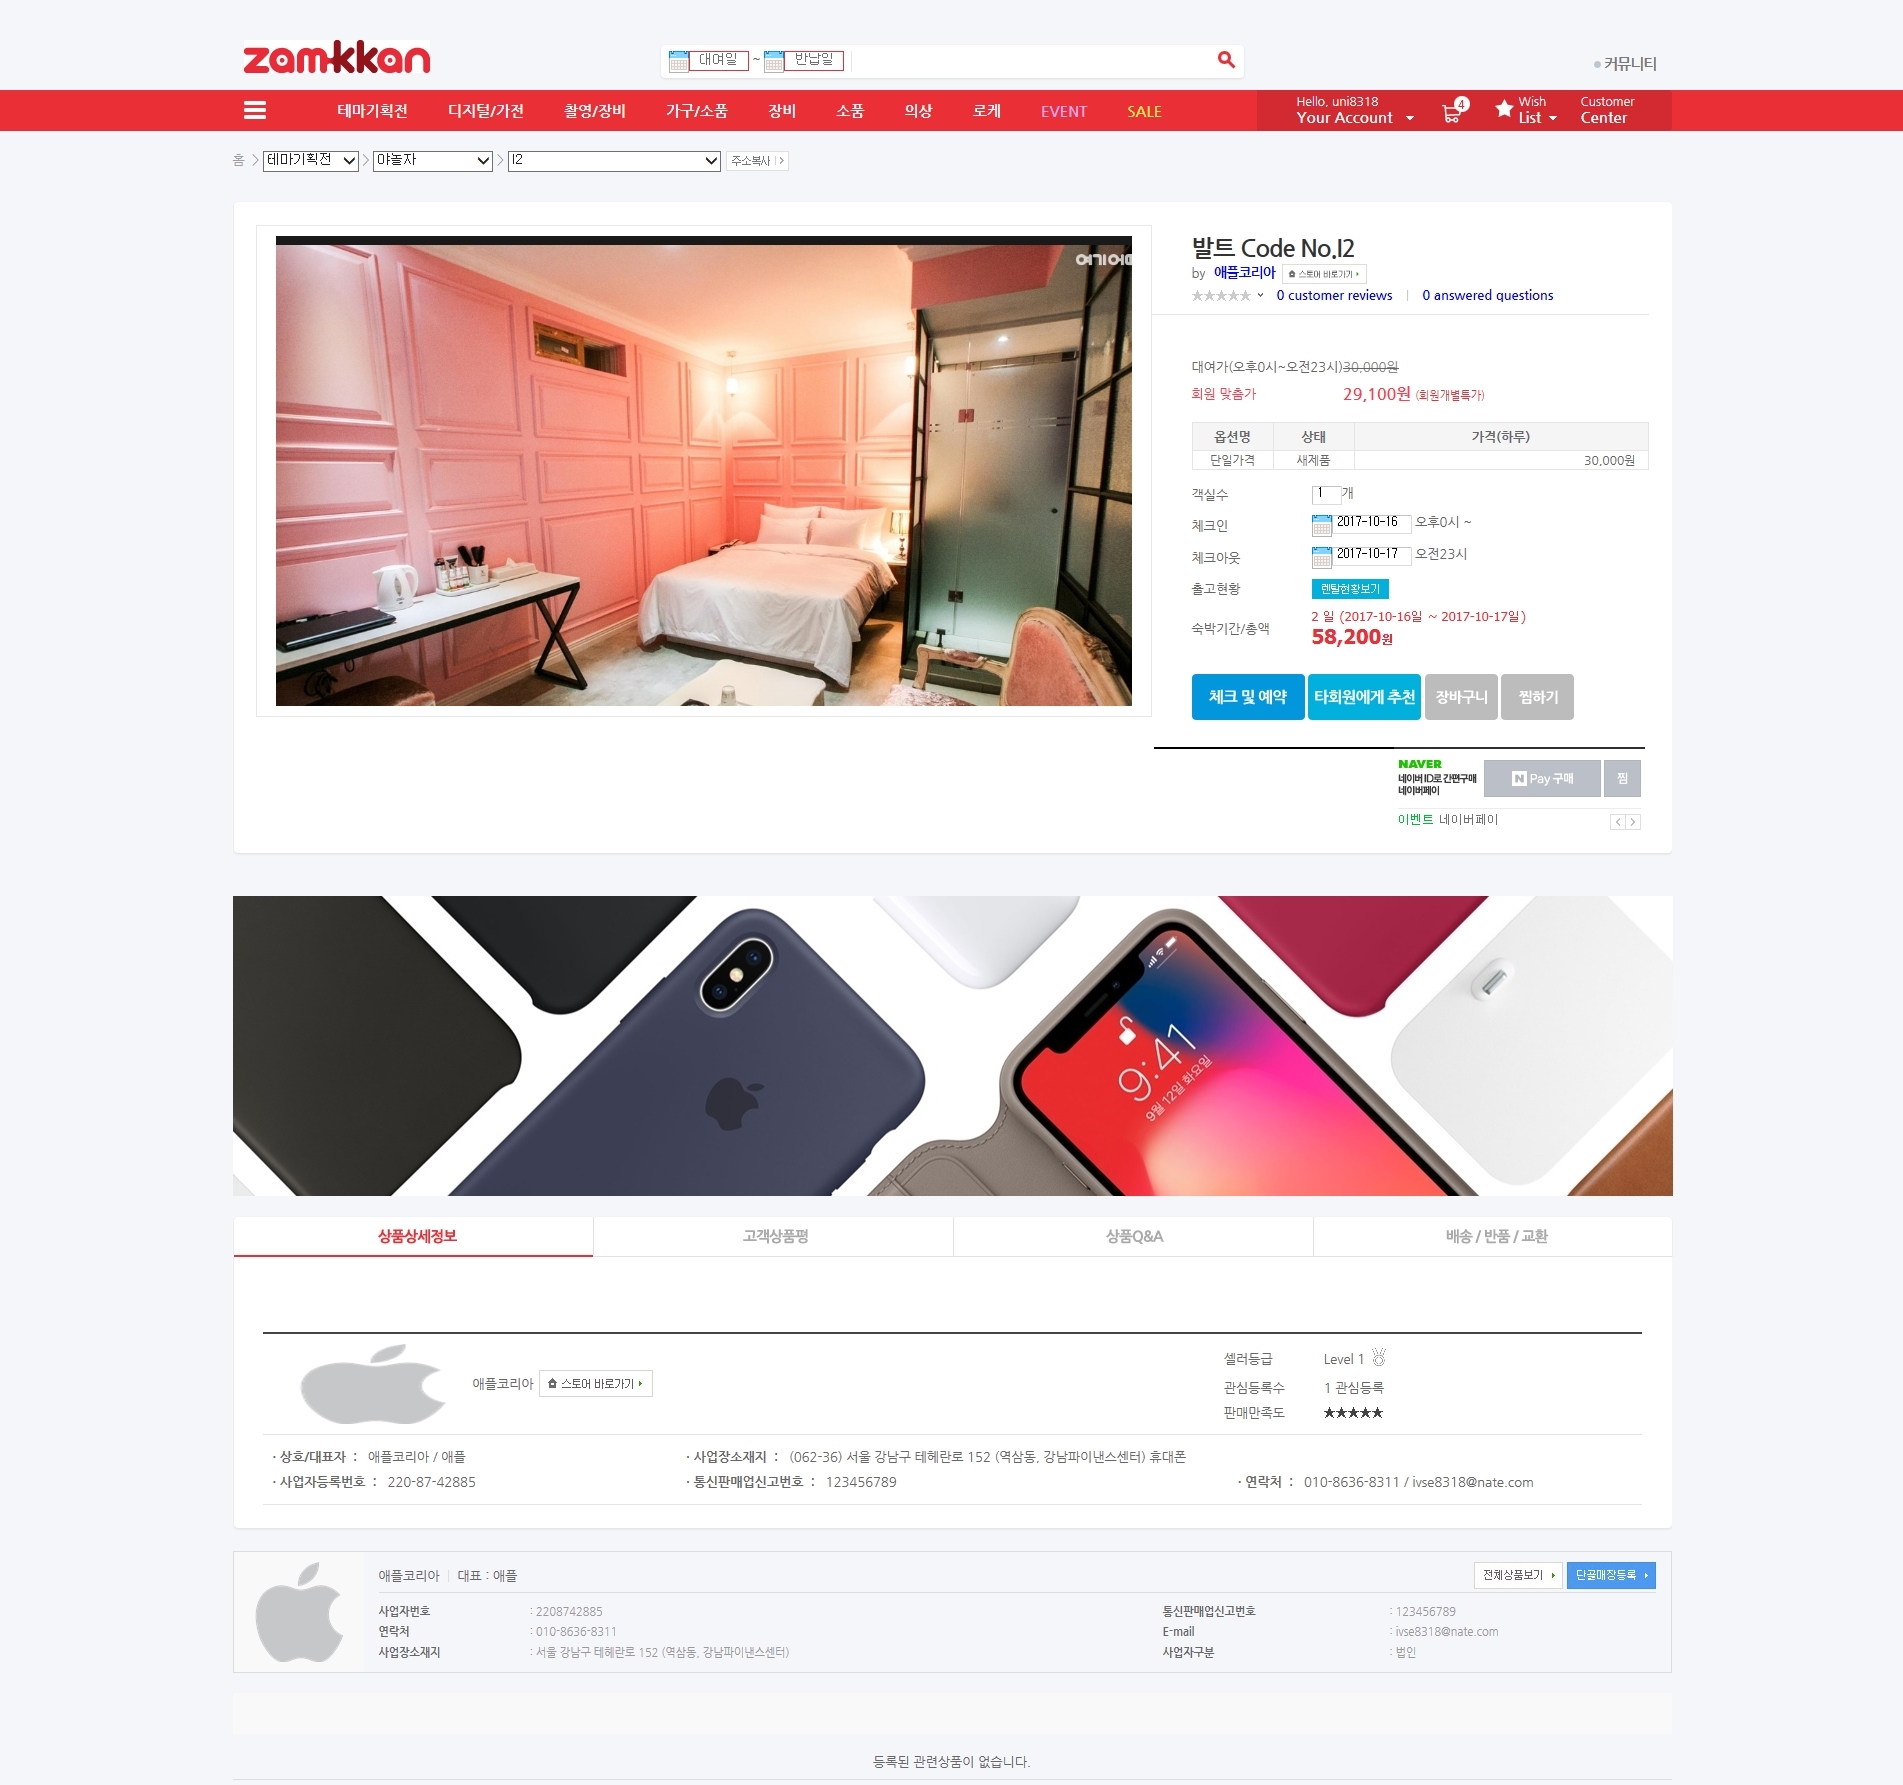 zamkkan
대여일 ~ 반납일
커뮤니티
테마기획전 디지털/가전 촬영/장비 가구/소품 장비 소품 의상 로케 EVENT SALE
Hello, uni8318
Your Account
4
Wish
List
Customer
Center
홈 > 테마기획전 > 야놀자 > I2 주소복사 >
여기어때
발트 Code No.I2
by 애플코리아 스토어 바로가기
★★★★★ 0 customer reviews | 0 answered questions
대여가(오후0시~오전23시)30,000원
회원 맞춤가 29,100원 (회원개별특가)
옵션명 상태 가격(하루)
단일가격 새제품 30,000원
객실수 1 개
체크인 2017-10-16 오후0시 ~
체크아웃 2017-10-17 오전23시
출고현황 렌탈현황보기
숙박기간/총액 2 일 (2017-10-16일 ~ 2017-10-17일)
58,200원
체크 및 예약 타회원에게 추천 장바구니 찜하기
NAVER
네이버 ID로 간편구매
네이버페이
N Pay 구매 찜
이벤트 네이버페이
9:41
9월 12일 화요일
상품상세정보 고객상품평 상품Q&A 배송 / 반품 / 교환
애플코리아 스토어 바로가기
셀러등급 Level 1
관심등록수 1 관심등록
판매만족도 ★★★★★
· 상호/대표자 : 애플코리아 / 애플 · 사업장소재지 : (062-36) 서울 강남구 테헤란로 152 (역삼동, 강남파이낸스센터) 휴대폰
· 사업자등록번호 : 220-87-42885 · 통신판매업신고번호 : 123456789 · 연락처 : 010-8636-8311 / ivse8318@nate.com
애플코리아 | 대표 : 애플 전체상품보기 단골매장등록
사업자번호 : 2208742885 통신판매업신고번호 : 123456789
연락처 : 010-8636-8311 E-mail : ivse8318@nate.com
사업장소재지 : 서울 강남구 테헤란로 152 (역삼동, 강남파이낸스센터) 사업자구분 : 법인
등록된 관련상품이 없습니다.